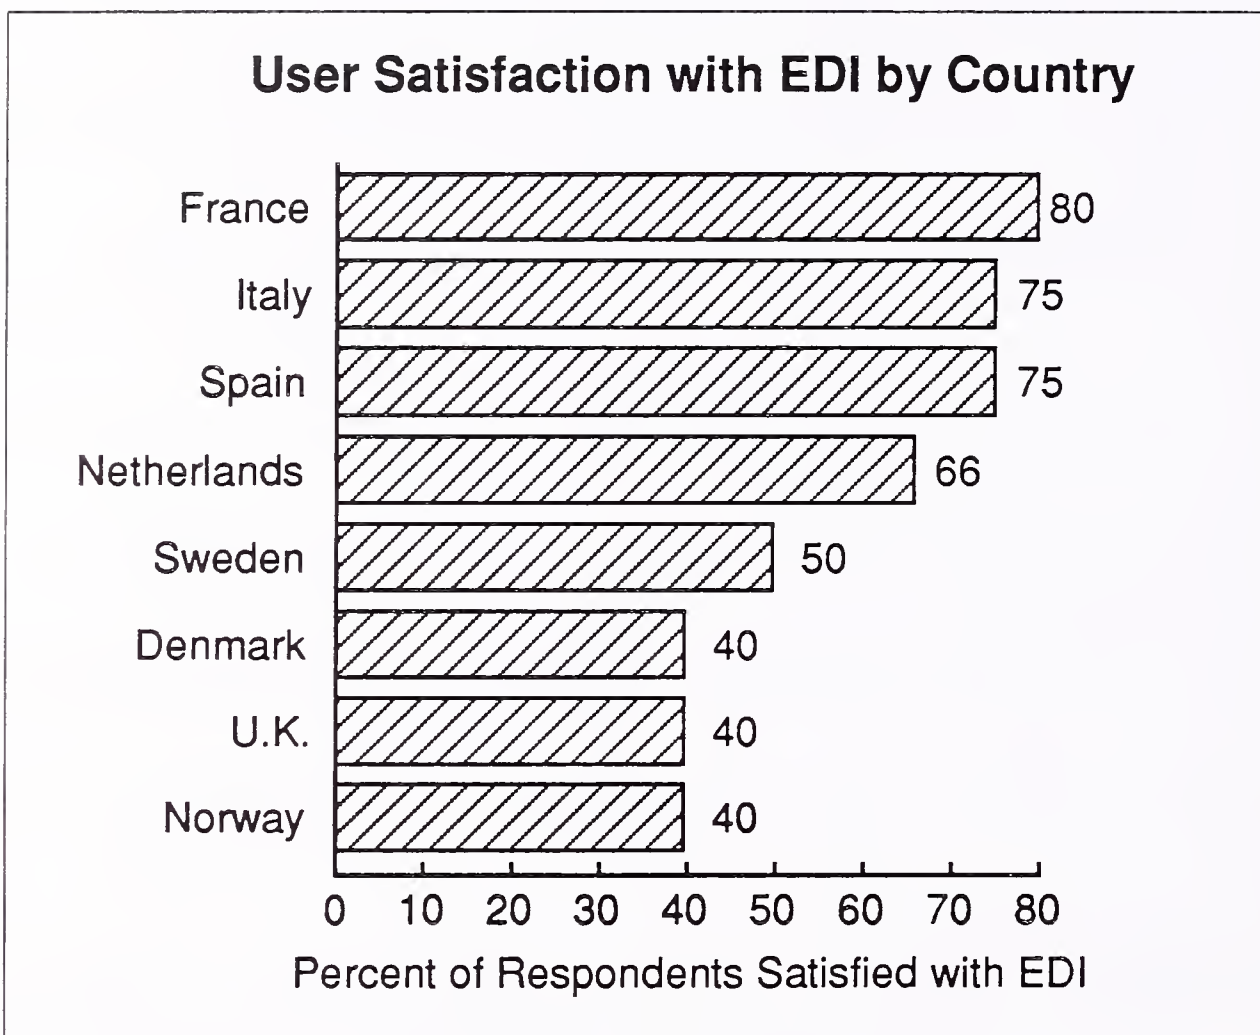 User Satisfaction with EDI by Country
France 80
Italy 75
Spain 75
Netherlands 66
Sweden 50
Denmark 40
U.K. 40
Norway 40
0 10 20 30 40 50 60 70 80
Percent of Respondents Satisfied with EDI